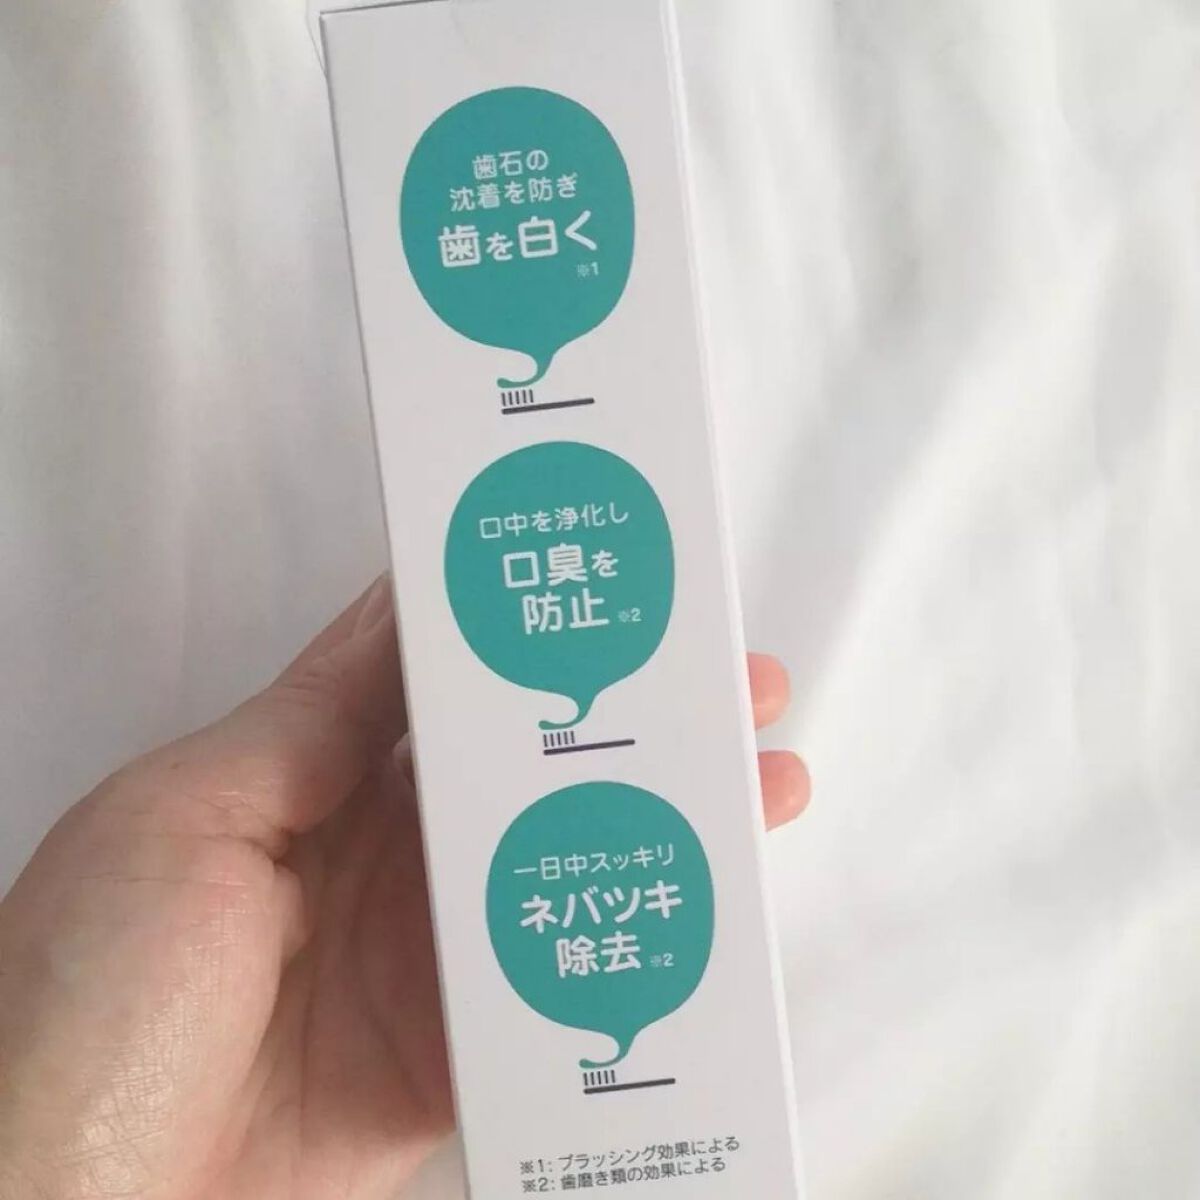 歯石の
沈着を防ぎ
歯を白く
※1
口中を浄化し
口臭を
防止 ※2
一日中スッキリ
ネバツキ
除去 ※2
※1: ブラッシング効果による
※2: 歯磨き類の効果による